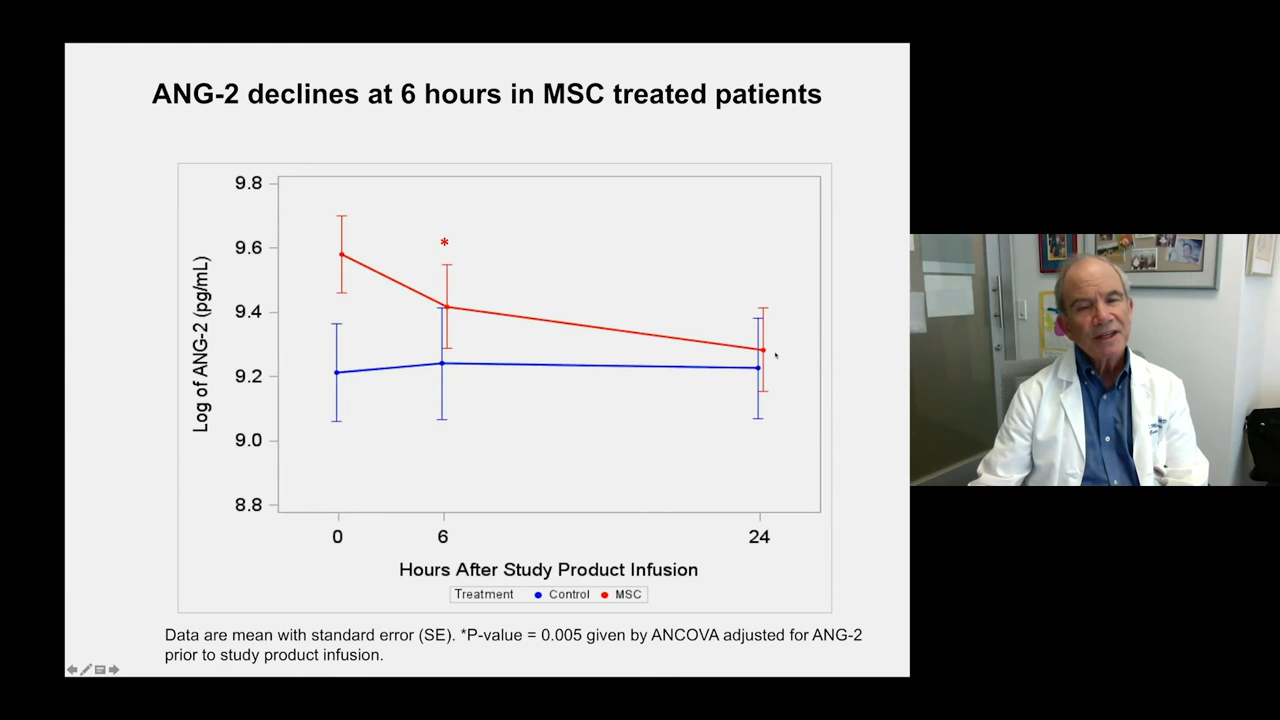 ANG-2 declines at 6 hours in MSC treated patients
9.8
9.6
9.4
9.2
9.0
8.8
Log of ANG-2 (pg/mL)
*
0 6 24
Hours After Study Product Infusion
Treatment Control MSC
Data are mean with standard error (SE). *P-value = 0.005 given by ANCOVA adjusted for ANG-2
prior to study product infusion.